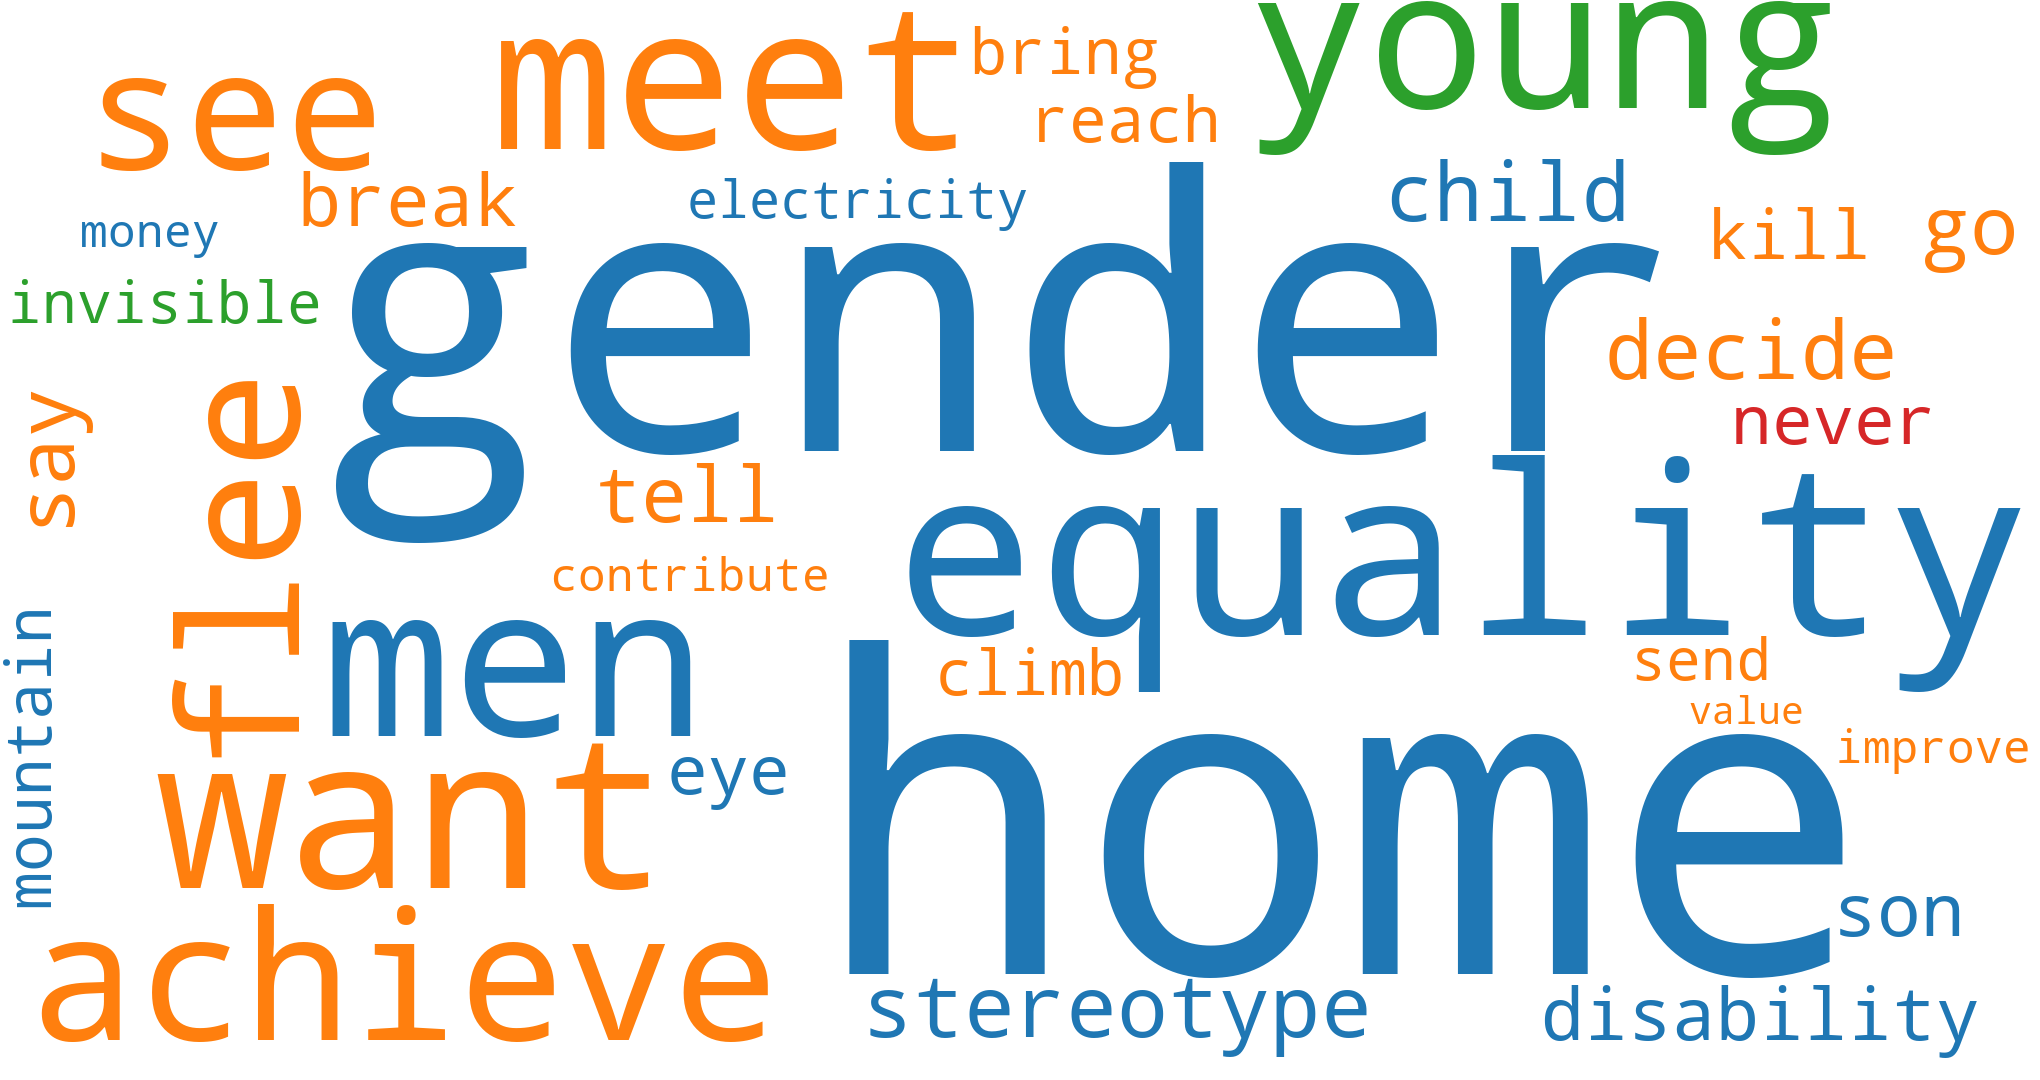 young
meet
bring
see
reach
break
electricity
child
kill
go
money
gender
invisible
decide
never
say
flee
tell
equality
contribute
men
climb
send
mountain
value
want
eye
home
improve
son
achieve
stereotype
disability